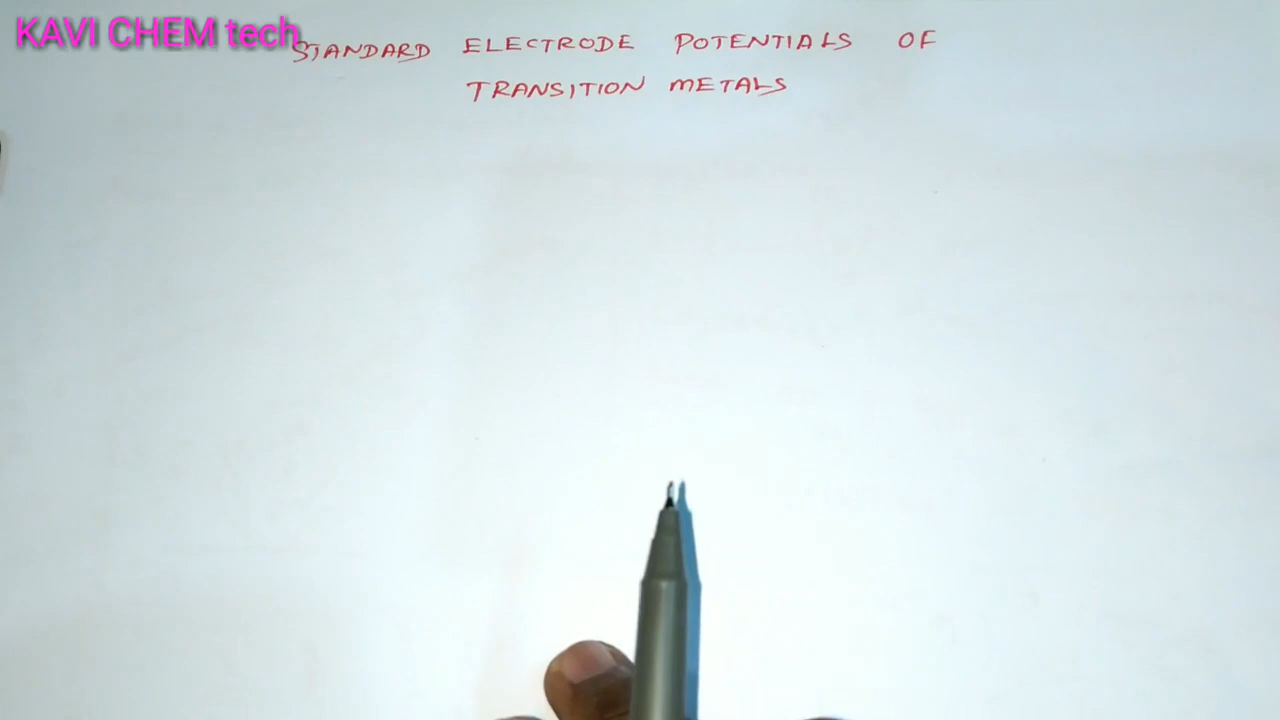 KAVI CHEM tech
STANDARD ELECTRODE POTENTIALS OF
TRANSITION METALS